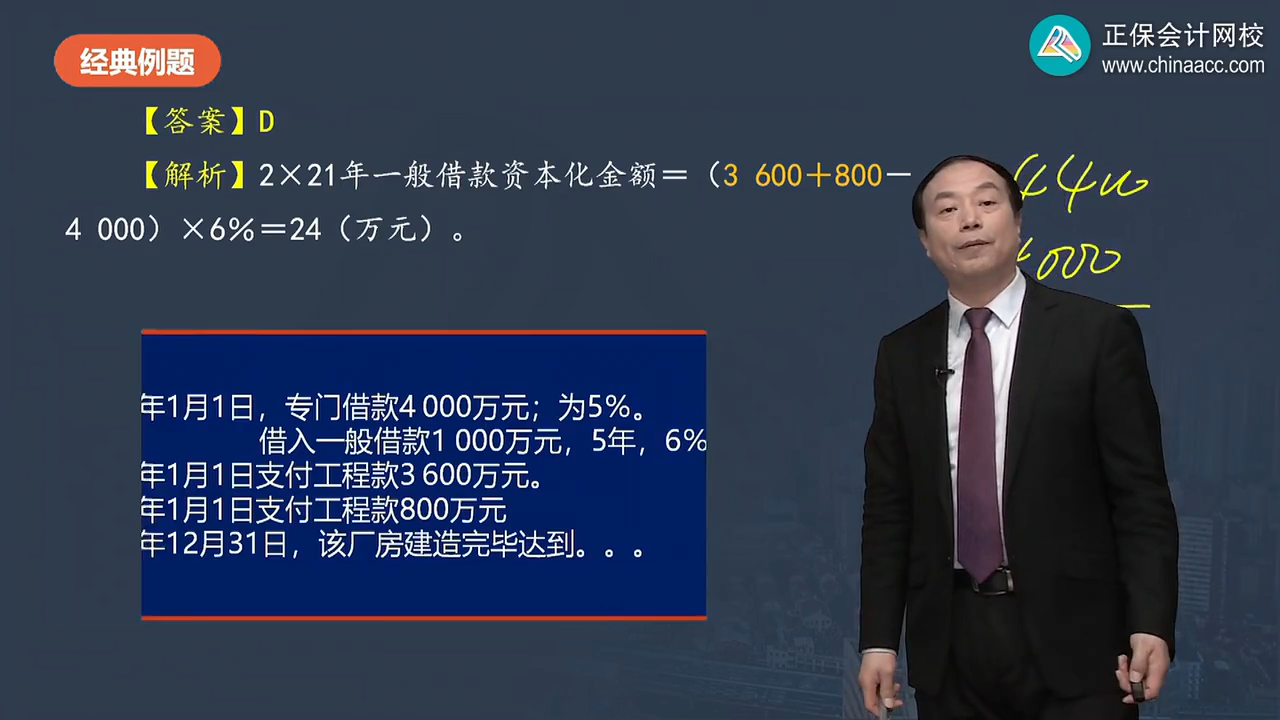 经典例题
正保会计网校
www.chinaacc.com
【答案】D
【解析】2×21年一般借款资本化金额＝（3 600＋800－
4 000）×6％＝24（万元）。
4400
4000
年1月1日，专门借款4 000万元；为5%。
借入一般借款1 000万元，5年，6%
年1月1日支付工程款3 600万元。
年1月1日支付工程款800万元
年12月31日，该厂房建造完毕达到。。。